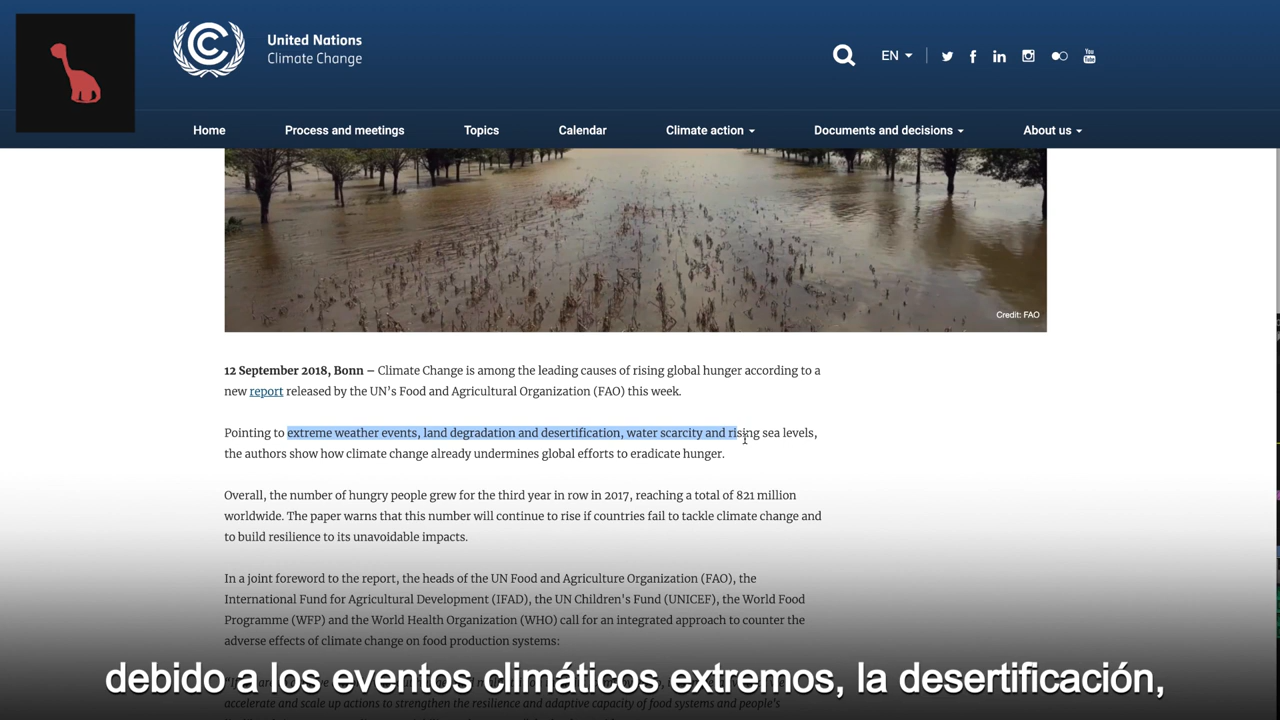 United Nations
Climate Change
EN
You
Tube
Home
Process and meetings
Topics
Calendar
Climate action
Documents and decisions
About us
Credit: FAO
12 September 2018, Bonn – Climate Change is among the leading causes of rising global hunger according to a
new report released by the UN's Food and Agricultural Organization (FAO) this week.
Pointing to extreme weather events, land degradation and desertification, water scarcity and rising sea levels,
the authors show how climate change already undermines global efforts to eradicate hunger.
Overall, the number of hungry people grew for the third year in row in 2017, reaching a total of 821 million
worldwide. The paper warns that this number will continue to rise if countries fail to tackle climate change and
to build resilience to its unavoidable impacts.
In a joint foreword to the report, the heads of the UN Food and Agriculture Organization (FAO), the
International Fund for Agricultural Development (IFAD), the UN Children's Fund (UNICEF), the World Food
Programme (WFP) and the World Health Organization (WHO) call for an integrated approach to counter the
adverse effects of climate change on food production systems:
debido a los eventos climáticos extremos, la desertificación,
accelerate and scale up actions to strengthen the resilience and adaptive capacity of food systems and people's